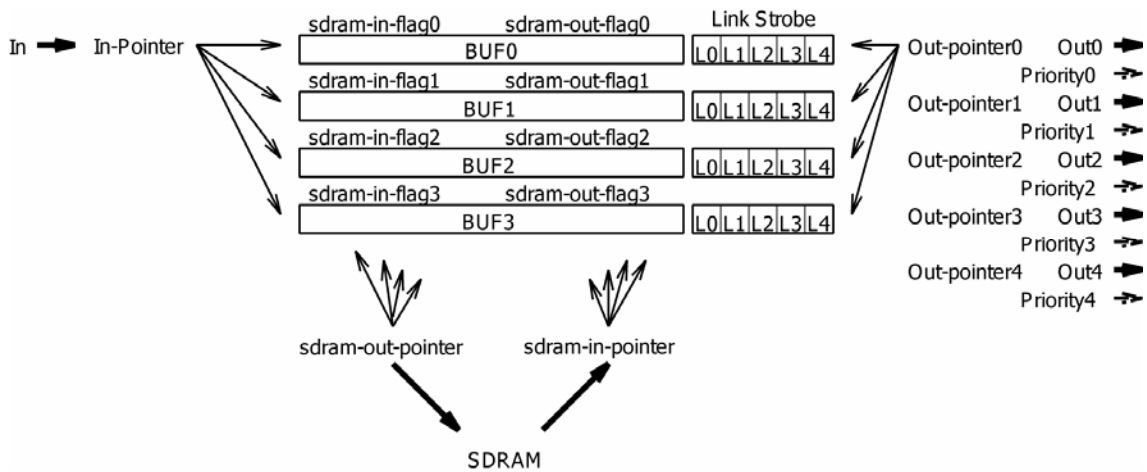 sdram-in-flag0 sdram-out-flag0 Link Strobe
In In-Pointer BUF0 L0 L1 L2 L3 L4 Out-pointer0 Out0
sdram-in-flag1 sdram-out-flag1 Priority0
BUF1 L0 L1 L2 L3 L4 Out-pointer1 Out1
sdram-in-flag2 sdram-out-flag2 Priority1
BUF2 L0 L1 L2 L3 L4 Out-pointer2 Out2
sdram-in-flag3 sdram-out-flag3 Priority2
BUF3 L0 L1 L2 L3 L4 Out-pointer3 Out3
Priority3
Out-pointer4 Out4
Priority4
sdram-out-pointer sdram-in-pointer
SDRAM